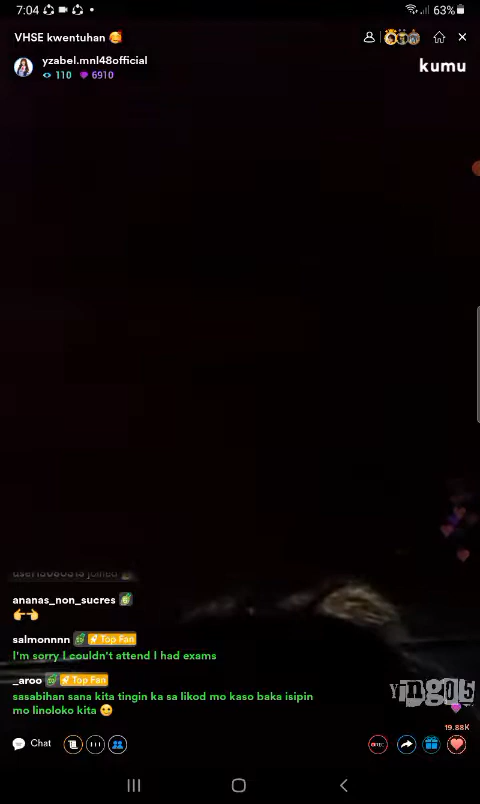 7:04
63%
VHSE kwentuhan 🥰
yzabel.mnl48official
110 6910
kumu
joined
ananas_non_sucres
👉👈
salmonnnn Top Fan
I'm sorry I couldn't attend I had exams
_aroo Top Fan
sasabihan sana kita tingin ka sa likod mo kaso baka isipin
mo linoloko kita 😐
19.88K
Chat